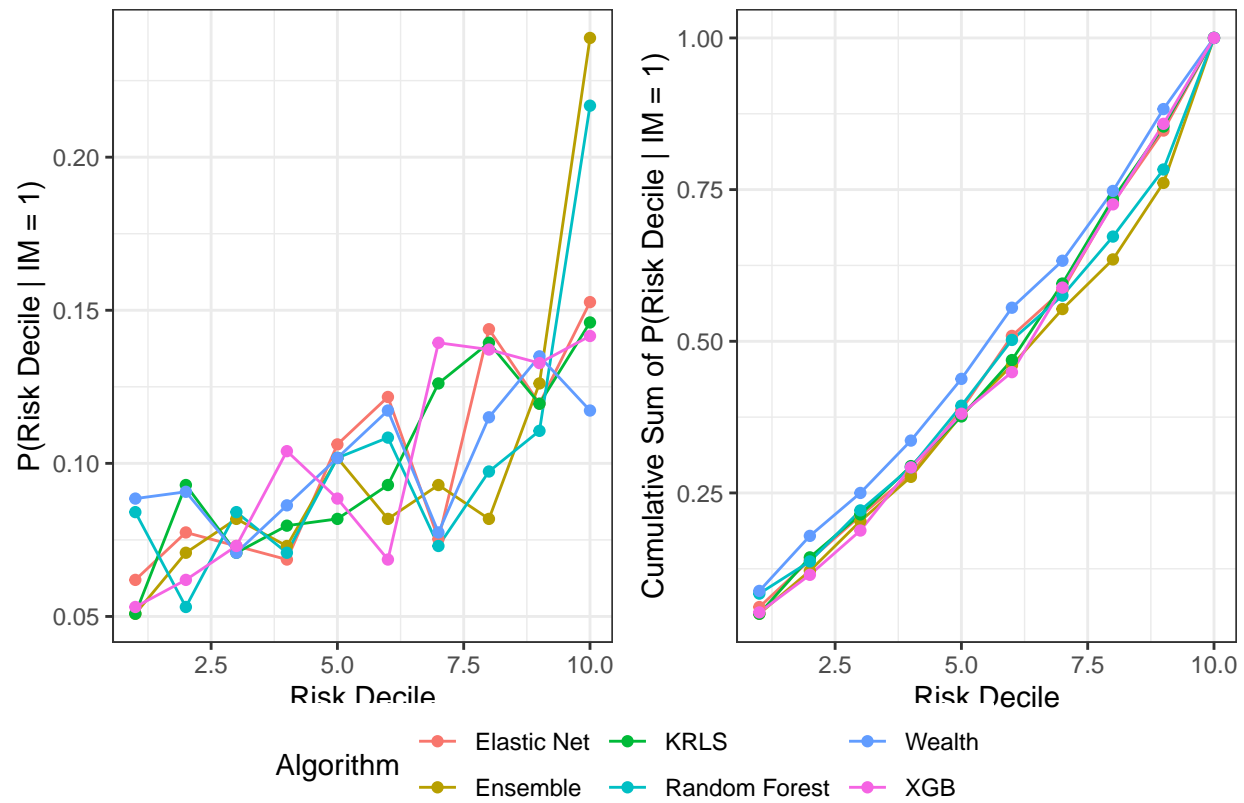 P(Risk Decile | IM = 1)
0.20
0.15
0.10
0.05
2.5 5.0 7.5 10.0
Risk Decile
Cumulative Sum of P(Risk Decile | IM = 1)
1.00
0.75
0.50
0.25
2.5 5.0 7.5 10.0
Risk Decile
Algorithm
Elastic Net KRLS Wealth
Ensemble Random Forest XGB